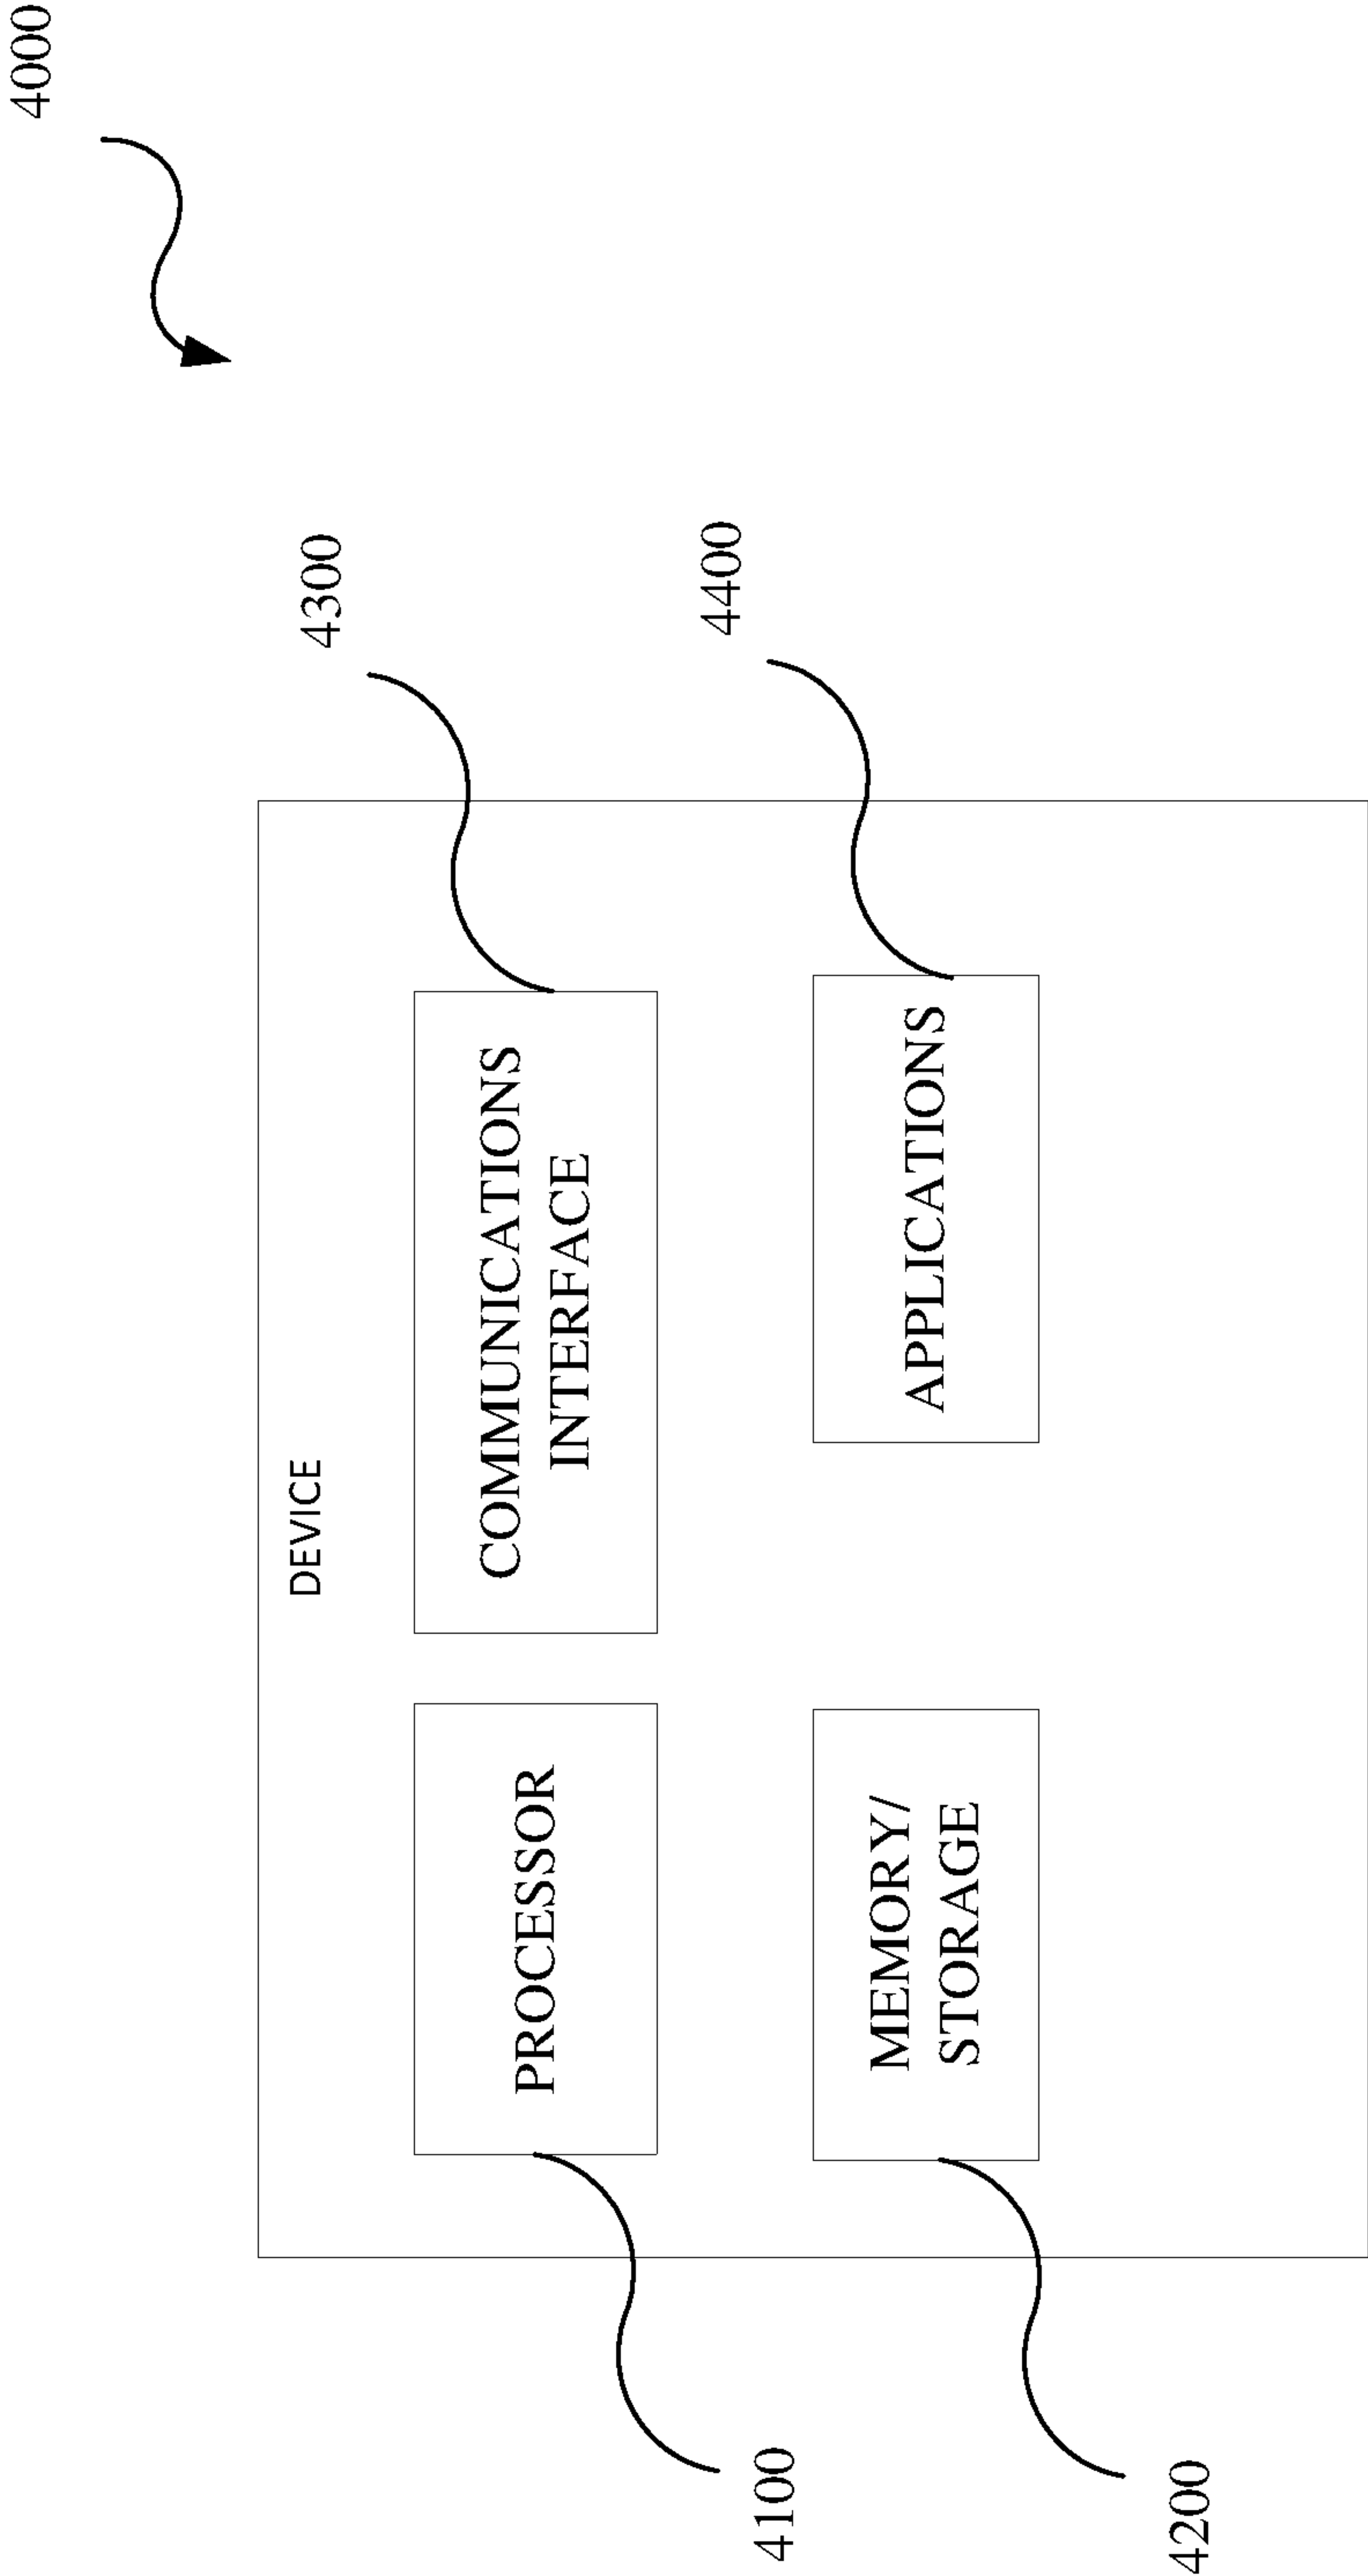 4000
DEVICE
4300
PROCESSOR
COMMUNICATIONS
INTERFACE
4100
4400
MEMORY/
STORAGE
APPLICATIONS
4200